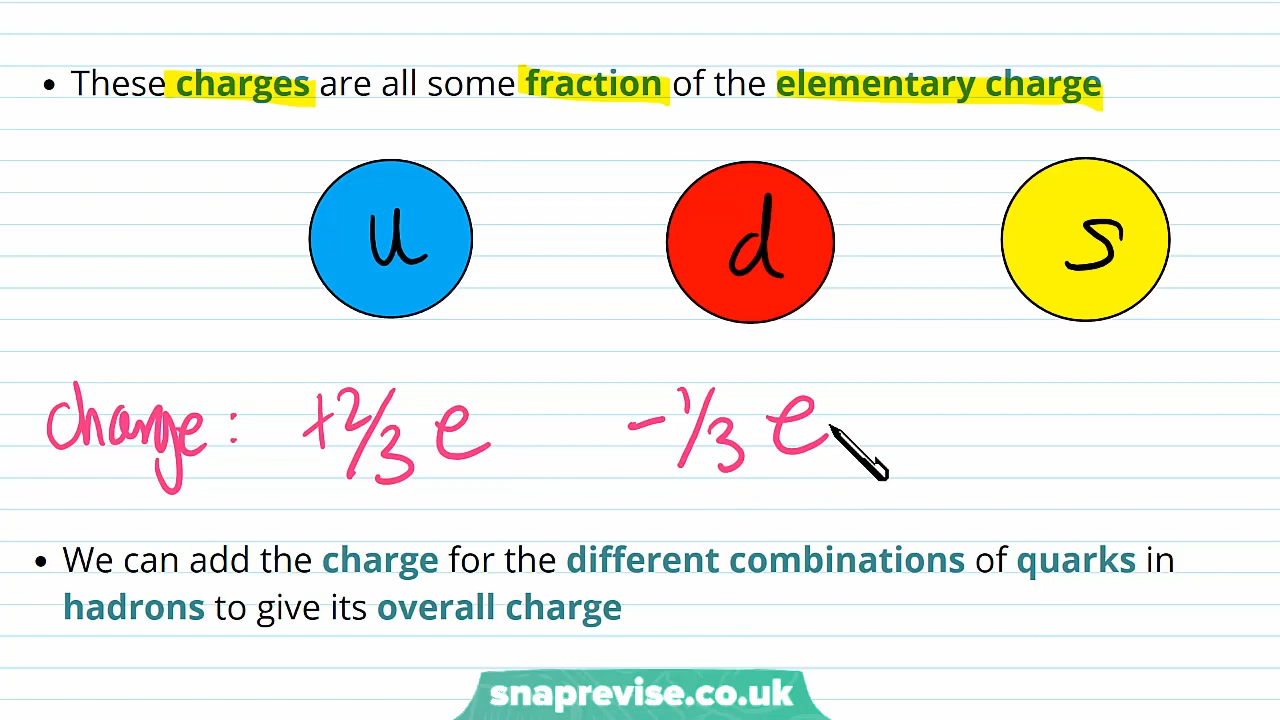 • These charges are all some fraction of the elementary charge
u d s
charge: +2/3 e -1/3 e
• We can add the charge for the different combinations of quarks in
hadrons to give its overall charge
snaprevise.co.uk